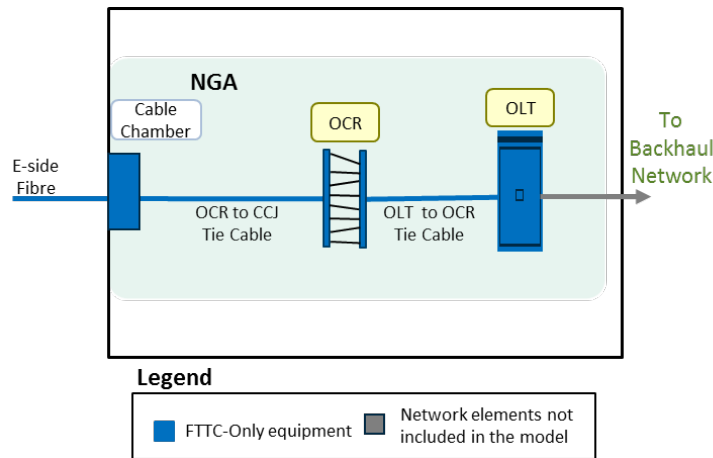 NGA
Cable
Chamber
OCR
OLT
To
Backhaul
Network
E-side
Fibre
OCR to CCJ
Tie Cable
OLT to OCR
Tie Cable
Legend
FTTC-Only equipment
Network elements not
included in the model